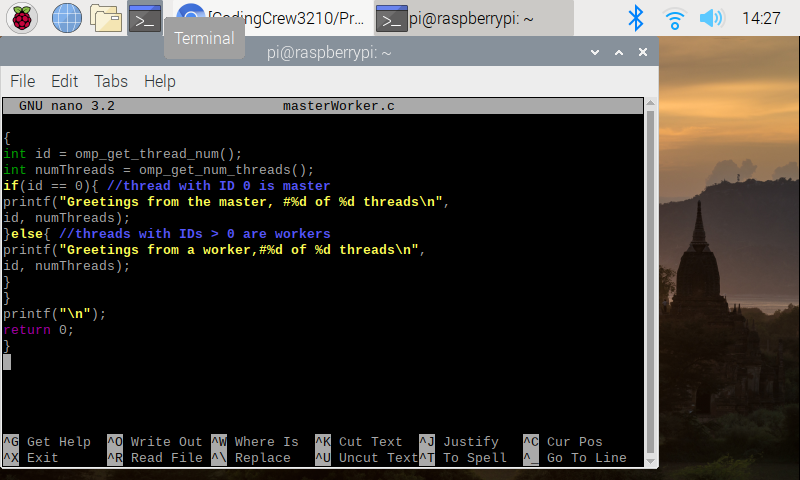 >_
[CodingCrew3210/Pr...
>_
pi@raspberrypi: ~
14:27
Terminal
pi@raspberrypi: ~
File Edit Tabs Help
GNU nano 3.2 masterWorker.c
{
int id = omp_get_thread_num();
int numThreads = omp_get_num_threads();
if(id == 0){ //thread with ID 0 is master
printf("Greetings from the master, #%d of %d threads\n",
id, numThreads);
}else{ //threads with IDs > 0 are workers
printf("Greetings from a worker,#%d of %d threads\n",
id, numThreads);
}
}
printf("\n");
return 0;
}
^G Get Help ^O Write Out ^W Where Is ^K Cut Text ^J Justify ^C Cur Pos
^X Exit ^R Read File ^\ Replace ^U Uncut Text ^T To Spell ^_ Go To Line